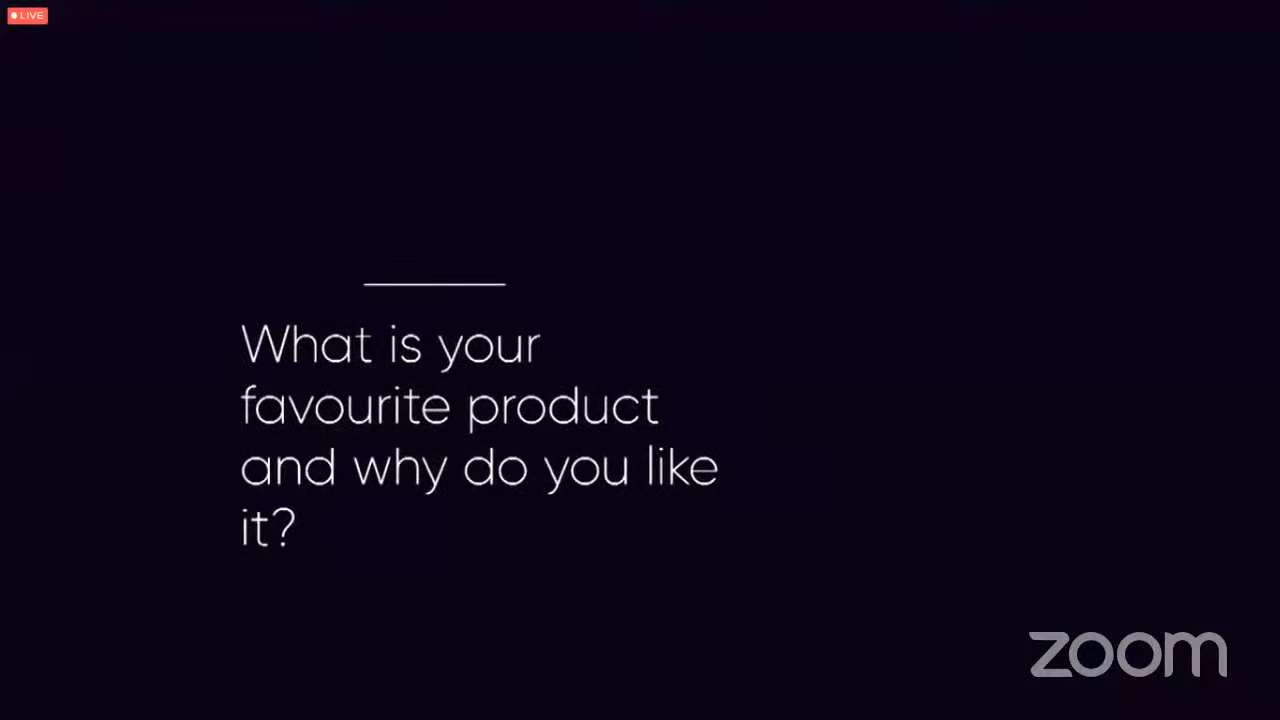 LIVE
What is your
favourite product
and why do you like
it?
zoom